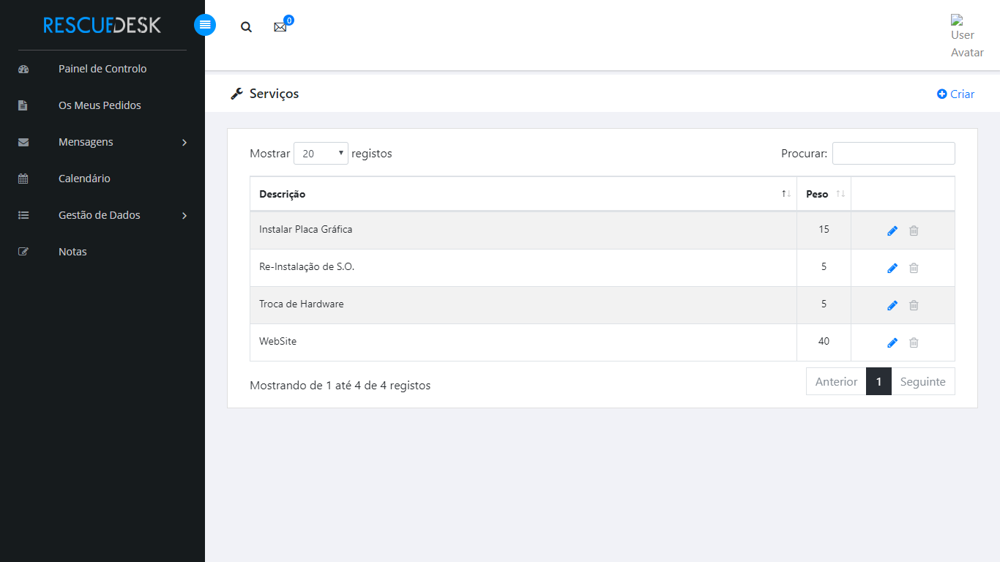 RESCUEDESK
0
User
Avatar
Painel de Controlo
Os Meus Pedidos
Mensagens
Calendário
Gestão de Dados
Notas
Serviços
Criar
Mostrar 20 registos
Procurar:
Descrição Peso
Instalar Placa Gráfica 15
Re-Instalação de S.O. 5
Troca de Hardware 5
WebSite 40
Mostrando de 1 até 4 de 4 registos
Anterior 1 Seguinte